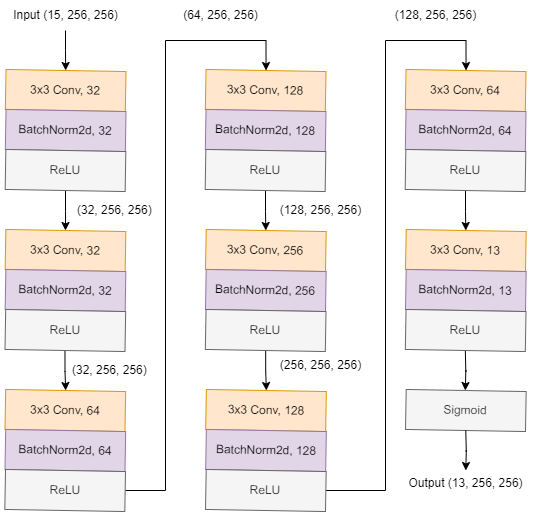 Input (15, 256, 256)
3x3 Conv, 32
BatchNorm2d, 32
ReLU
(32, 256, 256)
3x3 Conv, 32
BatchNorm2d, 32
ReLU
(32, 256, 256)
3x3 Conv, 64
BatchNorm2d, 64
ReLU
(64, 256, 256)
3x3 Conv, 128
BatchNorm2d, 128
ReLU
(128, 256, 256)
3x3 Conv, 256
BatchNorm2d, 256
ReLU
(256, 256, 256)
3x3 Conv, 128
BatchNorm2d, 128
ReLU
(128, 256, 256)
3x3 Conv, 64
BatchNorm2d, 64
ReLU
3x3 Conv, 13
BatchNorm2d, 13
ReLU
Sigmoid
Output (13, 256, 256)